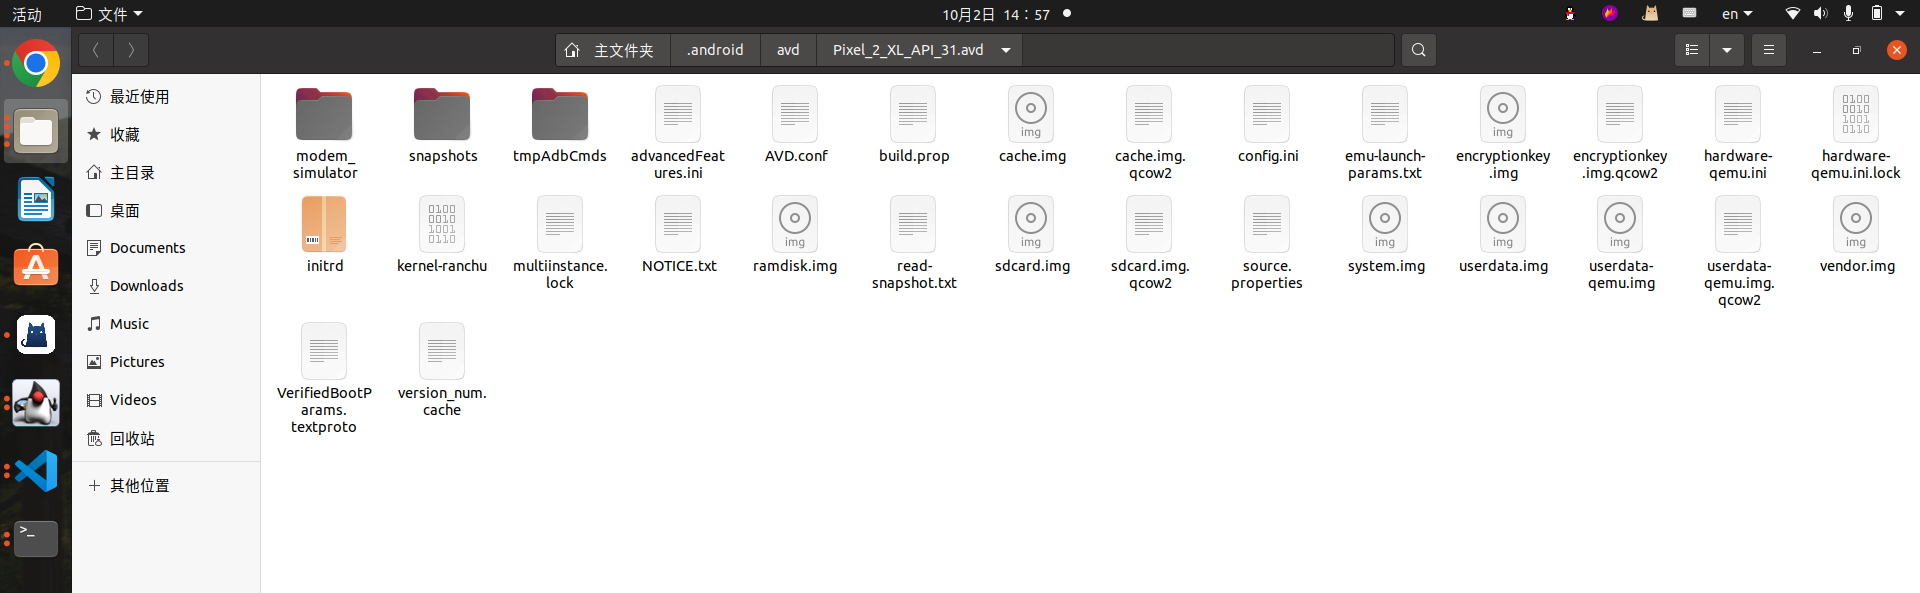 活动 文件 10月2日 14：57 en
主文件夹 .android avd Pixel_2_XL_API_31.avd
最近使用
收藏
主目录
桌面
Documents
Downloads
Music
Pictures
Videos
回收站
其他位置
modem_
simulator
snapshots
tmpAdbCmds
advancedFeat
ures.ini
AVD.conf
build.prop
img
cache.img
cache.img.
qcow2
config.ini
emu-launch-
params.txt
img
encryptionkey
.img
encryptionkey
.img.qcow2
hardware-
qemu.ini
0100
0010
1001
0110
hardware-
qemu.ini.lock
initrd
0100
0010
1001
0110
kernel-ranchu
multiinstance.
lock
NOTICE.txt
img
ramdisk.img
read-
snapshot.txt
img
sdcard.img
sdcard.img.
qcow2
source.
properties
img
system.img
img
userdata.img
img
userdata-
qemu.img
userdata-
qemu.img.
qcow2
img
vendor.img
VerifiedBootP
arams.
textproto
version_num.
cache
>_